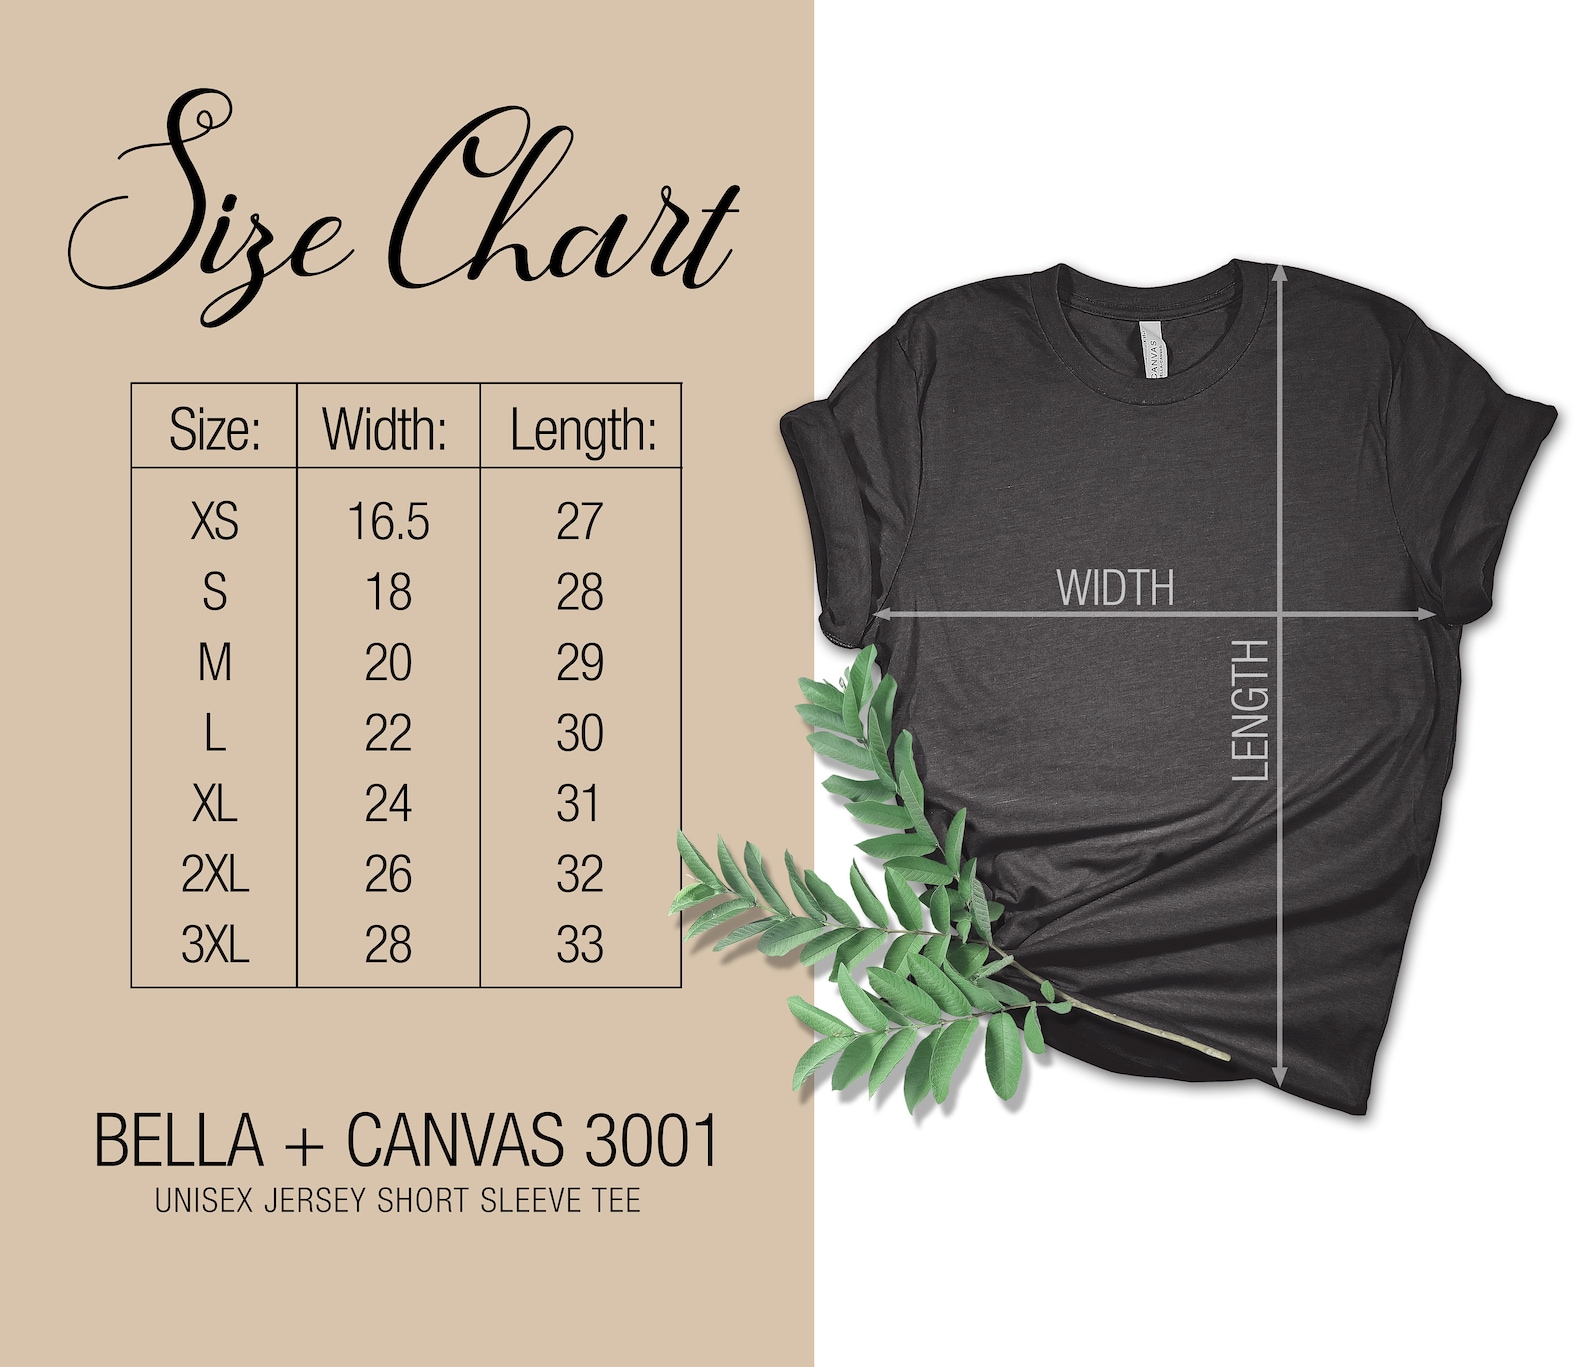 Size Chart
Size: Width: Length:
XS 16.5 27
S 18 28
M 20 29
L 22 30
XL 24 31
2XL 26 32
3XL 28 33
BELLA + CANVAS 3001
UNISEX JERSEY SHORT SLEEVE TEE
CANVAS
WIDTH
LENGTH